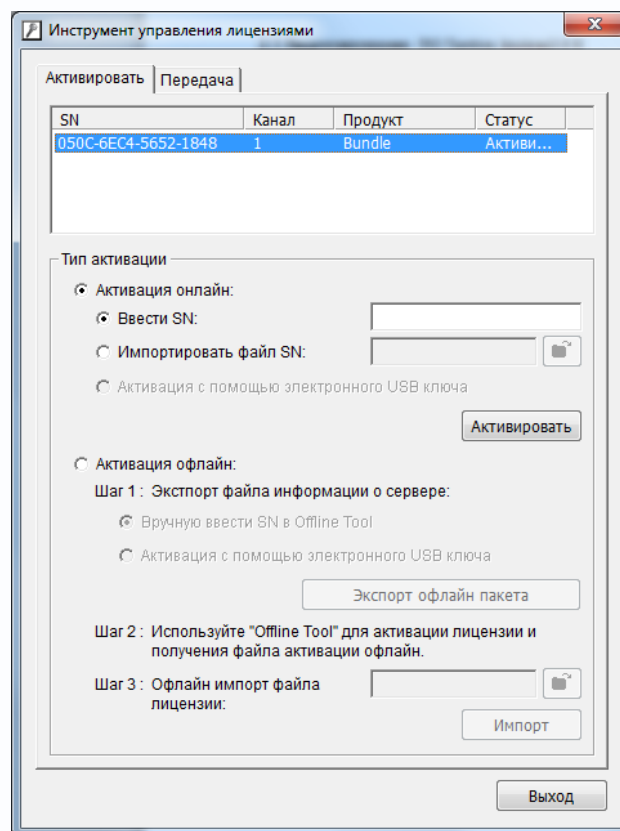 Инструмент управления лицензиями
Активировать Передача
SN Канал Продукт Статус
050C-6EC4-5652-1848 1 Bundle Активи...
Тип активации
Активация онлайн:
Ввести SN:
Импортировать файл SN:
Активация с помощью электронного USB ключа
Активировать
Активация офлайн:
Шаг 1 : Экспорт файла информации о сервере:
Вручную ввести SN в Offline Tool
Активация с помощью электронного USB ключа
Экспорт офлайн пакета
Шаг 2 : Используйте "Offline Tool" для активации лицензии и
получения файла активации офлайн.
Шаг 3 : Офлайн импорт файла
лицензии:
Импорт
Выход